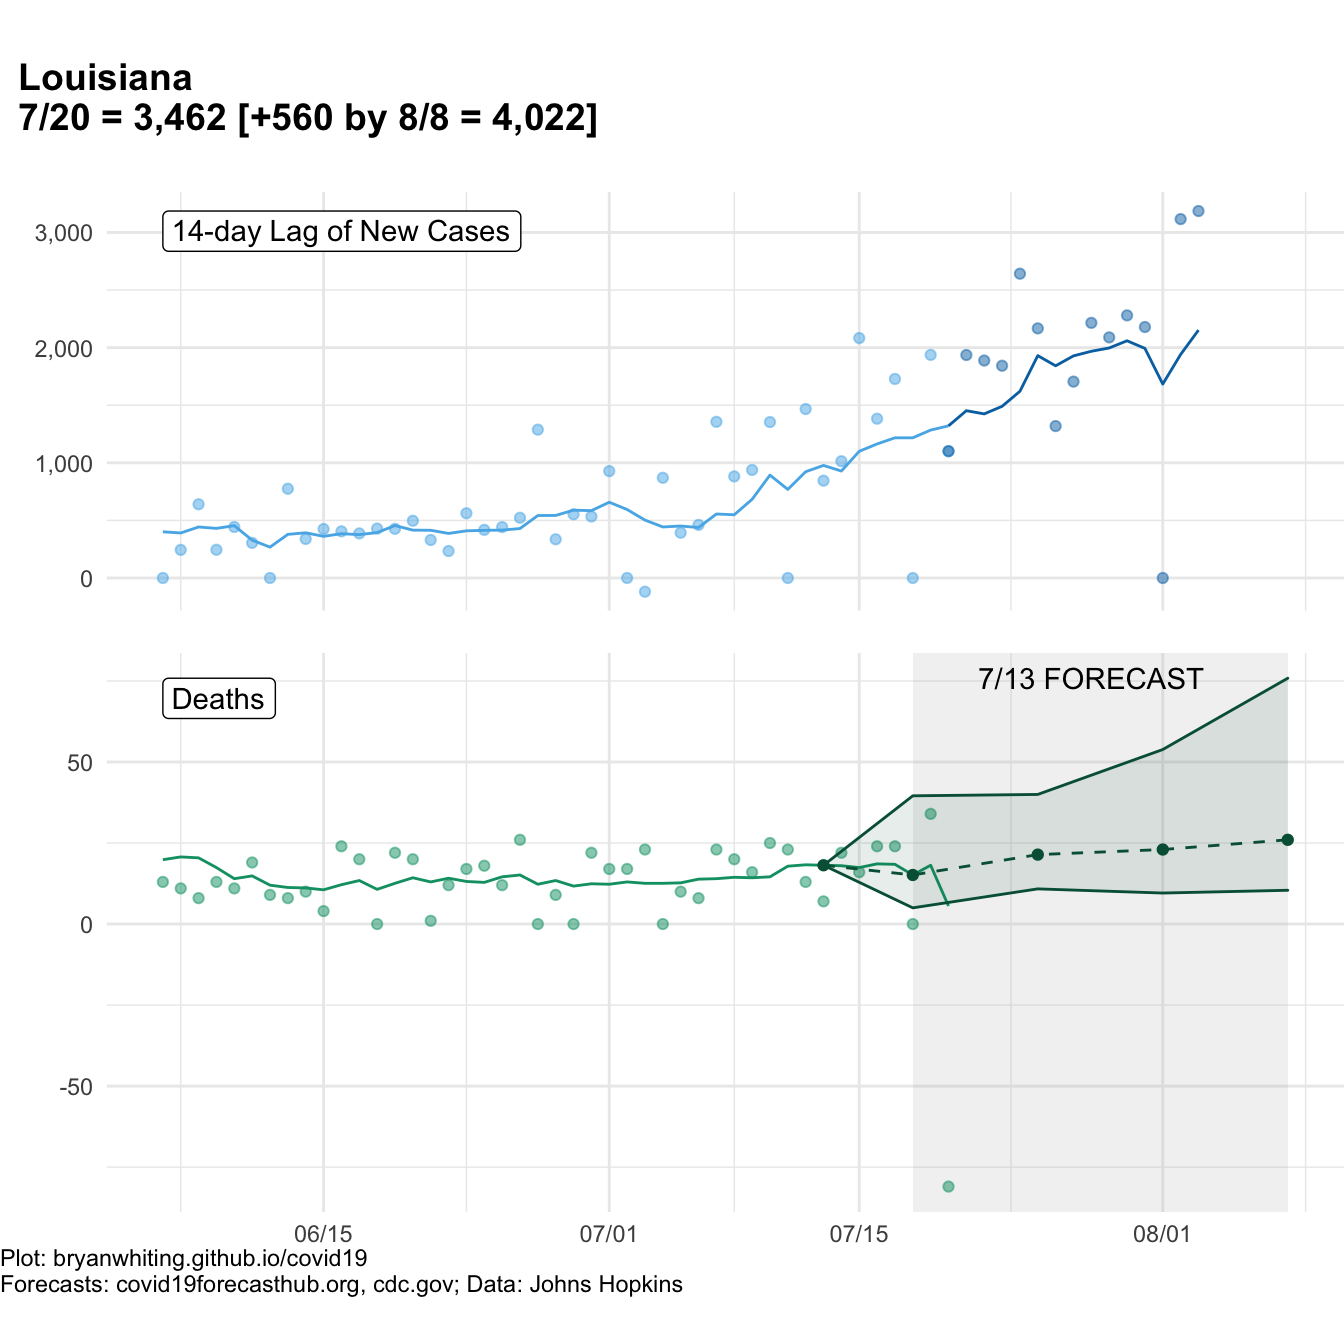 Louisiana
7/20 = 3,462 [+560 by 8/8 = 4,022]
14-day Lag of New Cases
3,000
2,000
1,000
0
7/13 FORECAST
Deaths
50
0
-50
06/15 07/01 07/15 08/01
Plot: bryanwhiting.github.io/covid19
Forecasts: covid19forecasthub.org, cdc.gov; Data: Johns Hopkins